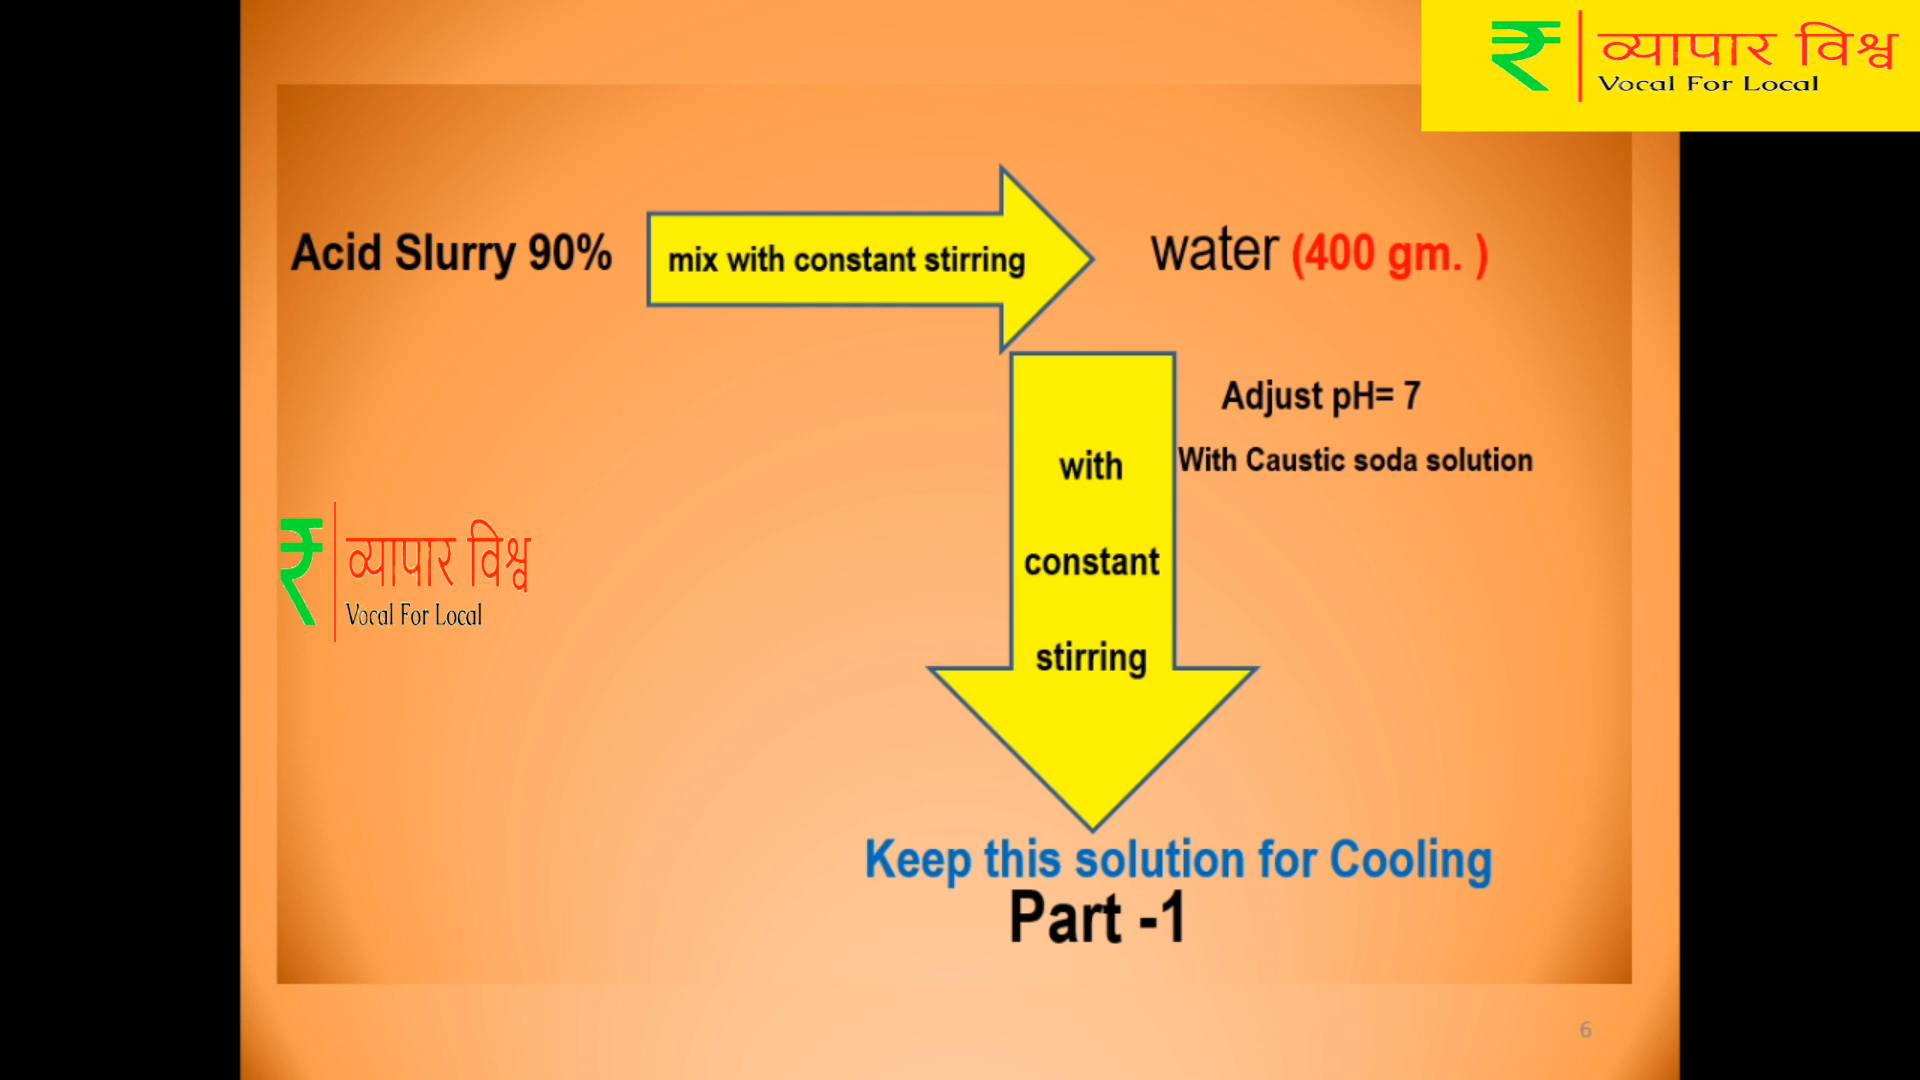 ₹ व्यापार विश्व
Vocal For Local
Acid Slurry 90%
mix with constant stirring
water (400 gm. )
Adjust pH= 7
With Caustic soda solution
with
constant
stirring
₹ व्यापार विश्व
Vocal For Local
Keep this solution for Cooling
Part -1
6